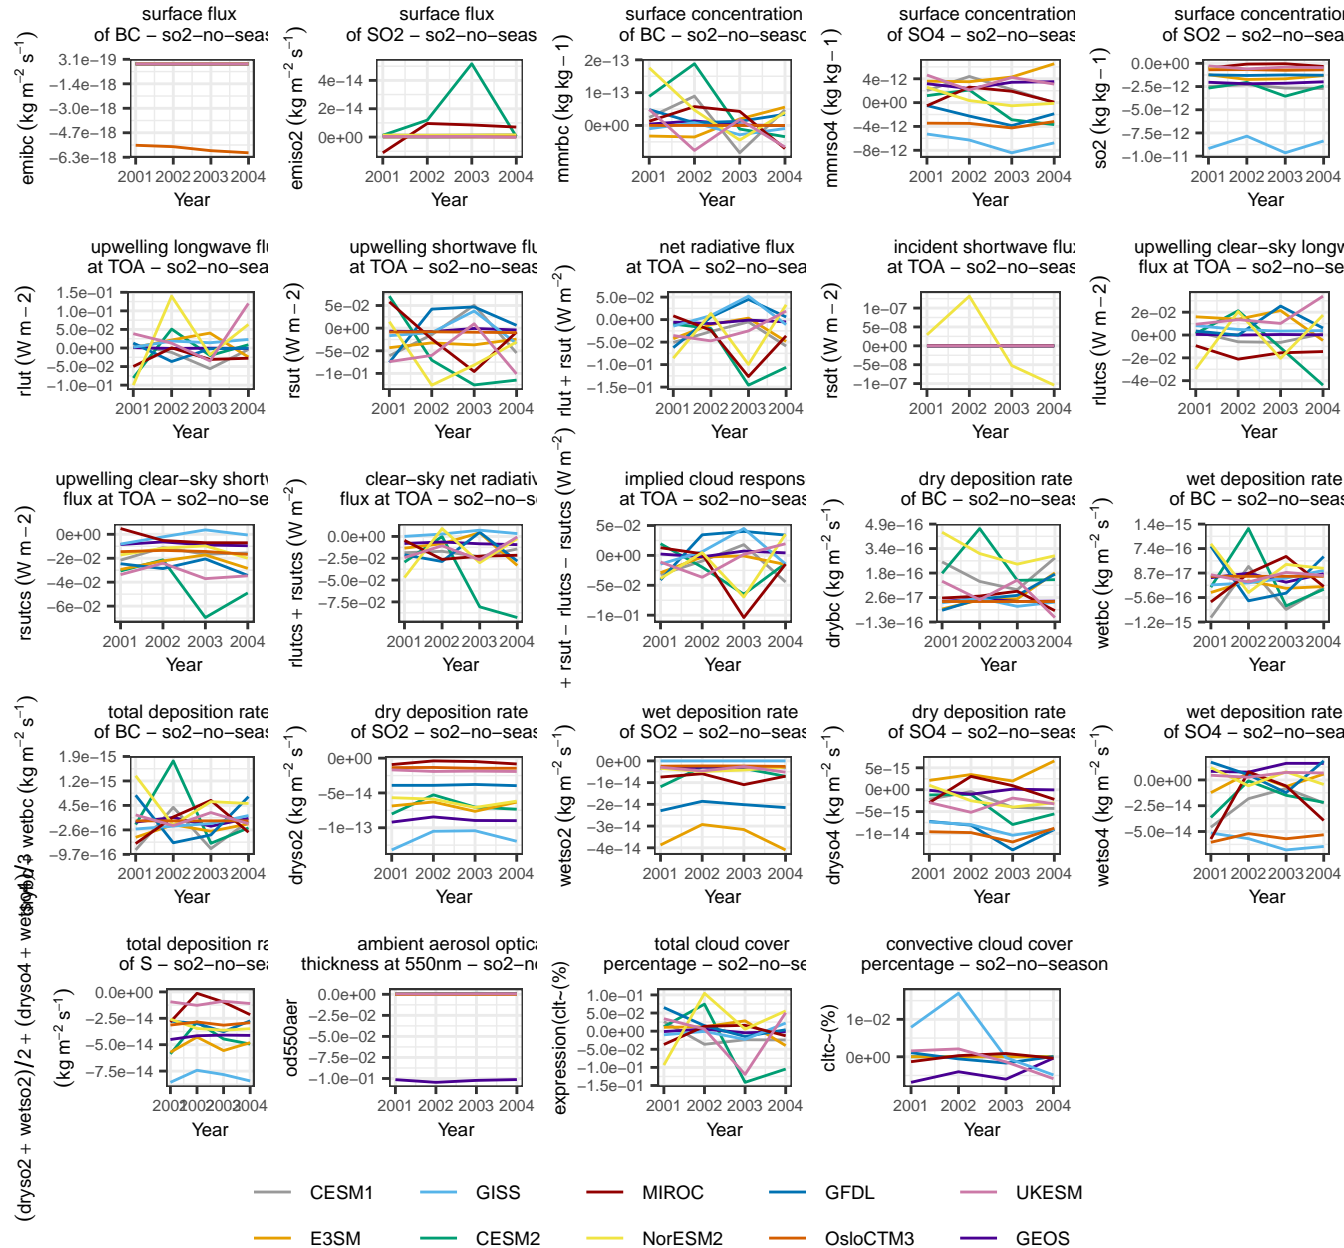 surface flux
of BC − so2−no−seas
emibc (kg m−2 s−1)
3.1e−19
−1.4e−18
−3.0e−18
−4.7e−18
−6.3e−18
2001 2002 2003 2004
Year
surface flux
of SO2 − so2−no−seas
emiso2 (kg m−2 s−1)
4e−14
2e−14
0e+00
2001 2002 2003 2004
Year
surface concentration
of BC − so2−no−seaso
mmrbc (kg kg − 1)
2e−13
1e−13
0e+00
2001 2002 2003 2004
Year
surface concentration
of SO4 − so2−no−seas
mmrso4 (kg kg − 1)
4e−12
0e+00
−4e−12
−8e−12
2001 2002 2003 2004
Year
surface concentration
of SO2 − so2−no−seas
so2 (kg kg − 1)
0.0e+00
−2.5e−12
−5.0e−12
−7.5e−12
−1.0e−11
2001 2002 2003 2004
Year
upwelling longwave flu
at TOA − so2−no−sea
rlut (W m − 2)
1.5e−01
1.0e−01
5.0e−02
0.0e+00
−5.0e−02
−1.0e−01
2001 2002 2003 2004
Year
upwelling shortwave flu
at TOA − so2−no−seas
rsut (W m − 2)
5e−02
0e+00
−5e−02
−1e−01
2001 2002 2003 2004
Year
net radiative flux
at TOA − so2−no−seas
rlut + rsut (W m−2)
5.0e−02
0.0e+00
−5.0e−02
−1.0e−01
−1.5e−01
2001 2002 2003 2004
Year
incident shortwave flux
at TOA − so2−no−seas
rsdt (W m − 2)
1e−07
5e−08
0e+00
−5e−08
−1e−07
2001 2002 2003 2004
Year
upwelling clear−sky longw
flux at TOA − so2−no−seas
rlutcs (W m − 2)
2e−02
0e+00
−2e−02
−4e−02
2001 2002 2003 2004
Year
upwelling clear−sky shortw
flux at TOA − so2−no−se
rsutcs (W m − 2)
0e+00
−2e−02
−4e−02
−6e−02
2001 2002 2003 2004
Year
clear−sky net radiativ
flux at TOA − so2−no−s
rlutcs + rsutcs (W m−2)
0.0e+00
−2.5e−02
−5.0e−02
−7.5e−02
2001 2002 2003 2004
Year
implied cloud respons
at TOA − so2−no−seas
+ rsut − rlutcs − rsutcs (W m−2)
5e−02
0e+00
−5e−02
−1e−01
2001 2002 2003 2004
Year
dry deposition rate
of BC − so2−no−seas
drybc (kg m−2 s−1)
4.9e−16
3.4e−16
1.8e−16
2.6e−17
−1.3e−16
2001 2002 2003 2004
Year
wet deposition rate
of BC − so2−no−seas
wetbc (kg m−2 s−1)
1.4e−15
7.4e−16
8.7e−17
−5.6e−16
−1.2e−15
2001 2002 2003 2004
Year
total deposition rate
of BC − so2−no−seas
wetbc (kg m−2 s−1)
1.9e−15
1.2e−15
4.5e−16
−2.6e−16
−9.7e−16
2001 2002 2003 2004
Year
dry deposition rate
of SO2 − so2−no−seas
dryso2 (kg m−2 s−1)
0e+00
−5e−14
−1e−13
2001 2002 2003 2004
Year
wet deposition rate
of SO2 − so2−no−seas
wetso2 (kg m−2 s−1)
0e+00
−1e−14
−2e−14
−3e−14
−4e−14
2001 2002 2003 2004
Year
dry deposition rate
of SO4 − so2−no−seas
dryso4 (kg m−2 s−1)
5e−15
0e+00
−5e−15
−1e−14
2001 2002 2003 2004
Year
wet deposition rate
of SO4 − so2−no−sea
wetso4 (kg m−2 s−1)
0.0e+00
−2.5e−14
−5.0e−14
2001 2002 2003 2004
Year
total deposition ra
of S − so2−no−sea
(dryso2 + wetso2)/2 + (dryso4 + wetso4)/3
(kg m−2 s−1)
0.0e+00
−2.5e−14
−5.0e−14
−7.5e−14
2001 2002 2003 2004
Year
ambient aerosol optica
thickness at 550nm − so2−no
od550aer
0.0e+00
−2.5e−02
−5.0e−02
−7.5e−02
−1.0e−01
2001 2002 2003 2004
Year
total cloud cover
percentage − so2−no−se
expression(clt~(%)
1.0e−01
5.0e−02
0.0e+00
−5.0e−02
−1.0e−01
−1.5e−01
2001 2002 2003 2004
Year
convective cloud cover
percentage − so2−no−season
cltc~(%)
1e−02
0e+00
2001 2002 2003 2004
Year
CESM1 GISS MIROC GFDL UKESM
E3SM CESM2 NorESM2 OsloCTM3 GEOS